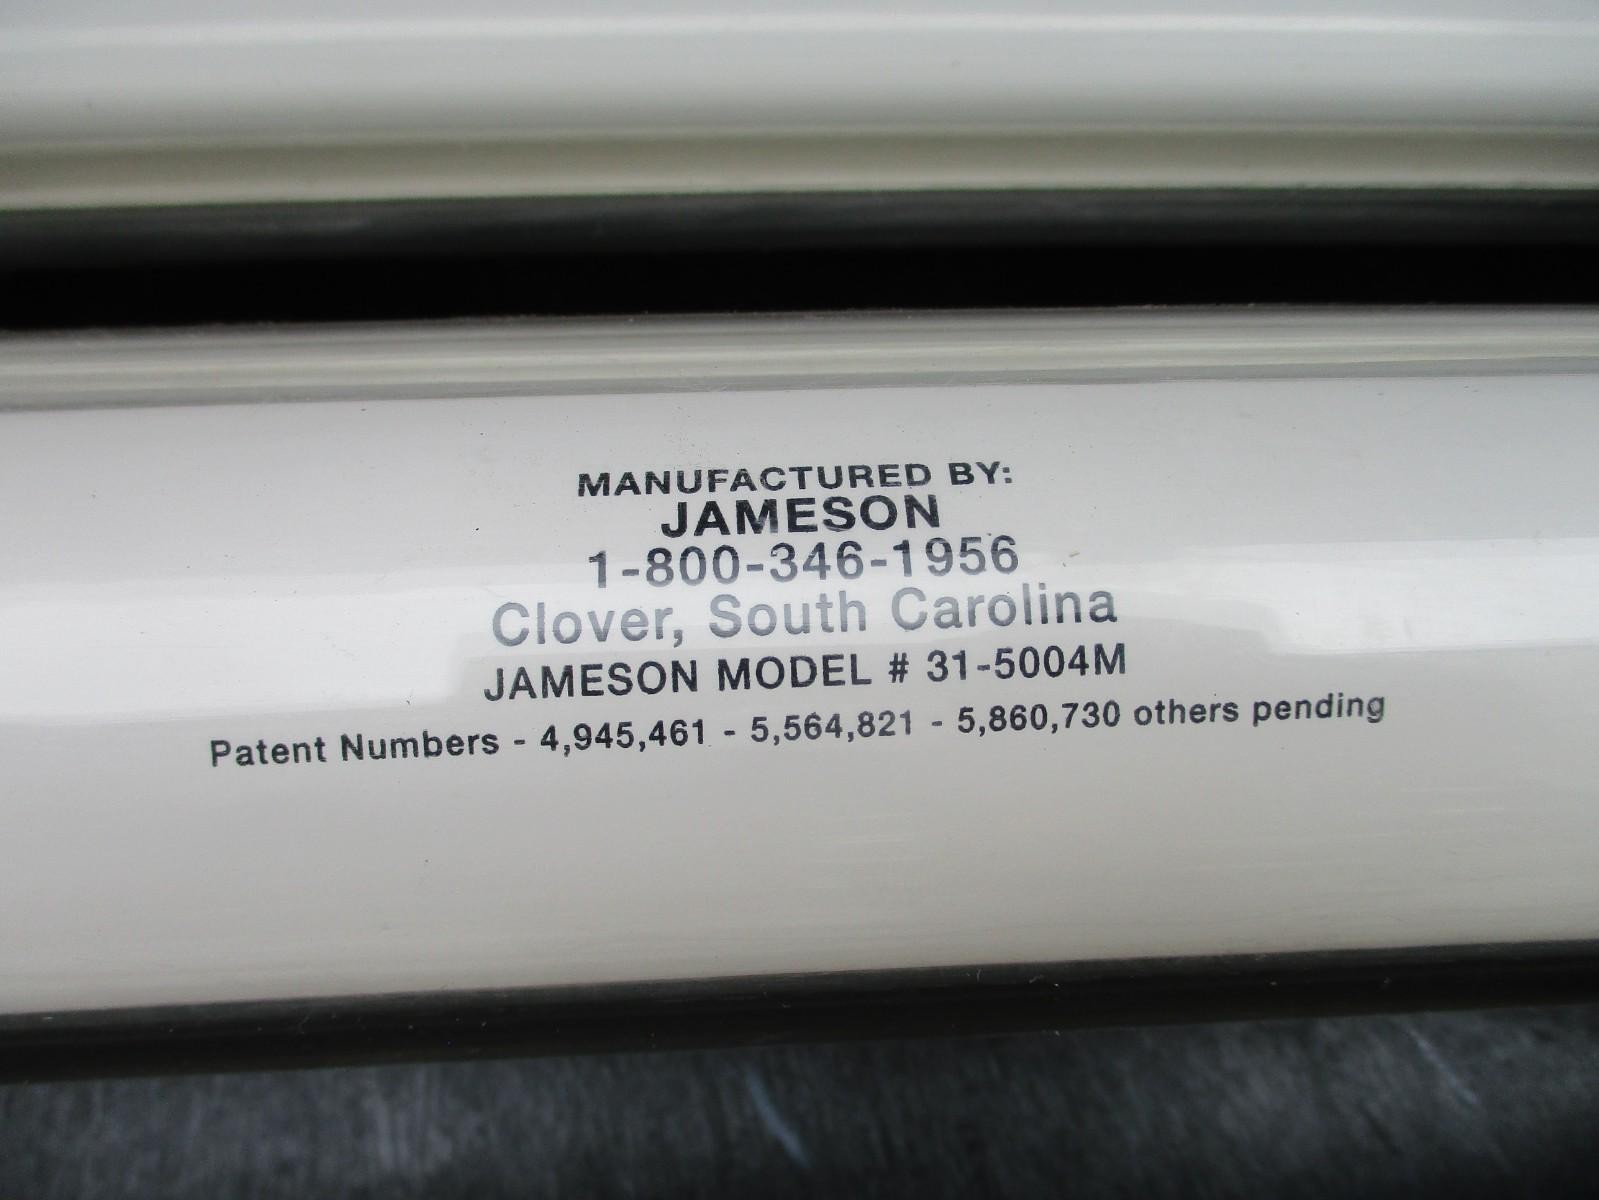 MANUFACTURED BY:
JAMESON
1-800-346-1956
Clover, South Carolina
JAMESON MODEL # 31-5004M
Patent Numbers - 4,945,461 - 5,564,821 - 5,860,730 others pending